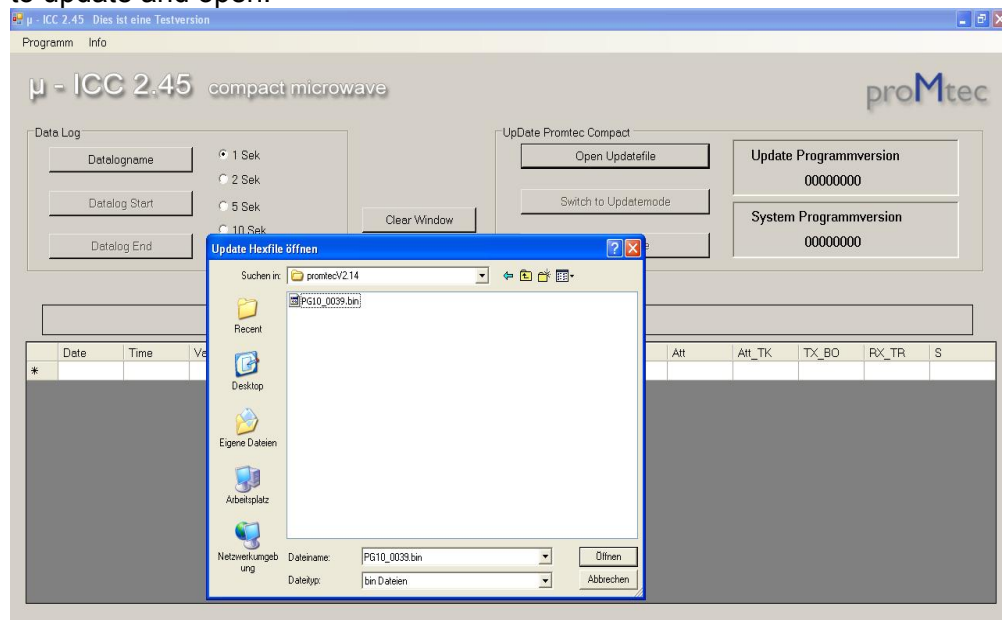 to update and open.
µ - ICC 2.45 Dies ist eine Testversion
Programm Info
µ - ICC 2.45 compact microwave
proMtec
Data Log
Datalogname
1 Sek
2 Sek
Datalog Start
5 Sek
10 Sek
Datalog End
Clear Window
UpDate Promtec Compact
Open Updatefile
Switch to Updatemode
Update Programmversion
00000000
System Programmversion
00000000
Update Hexfile öffnen
Suchen in:
promtecV2.14
PG10_0039.bin
Recent
Desktop
Eigene Dateien
Arbeitsplatz
Netzwerkumgeb
ung
Dateiname:
PG10_0039.bin
Öffnen
Dateityp:
bin Dateien
Abbrechen
Date Time Att Att_TK TX_BO RX_TR S
*